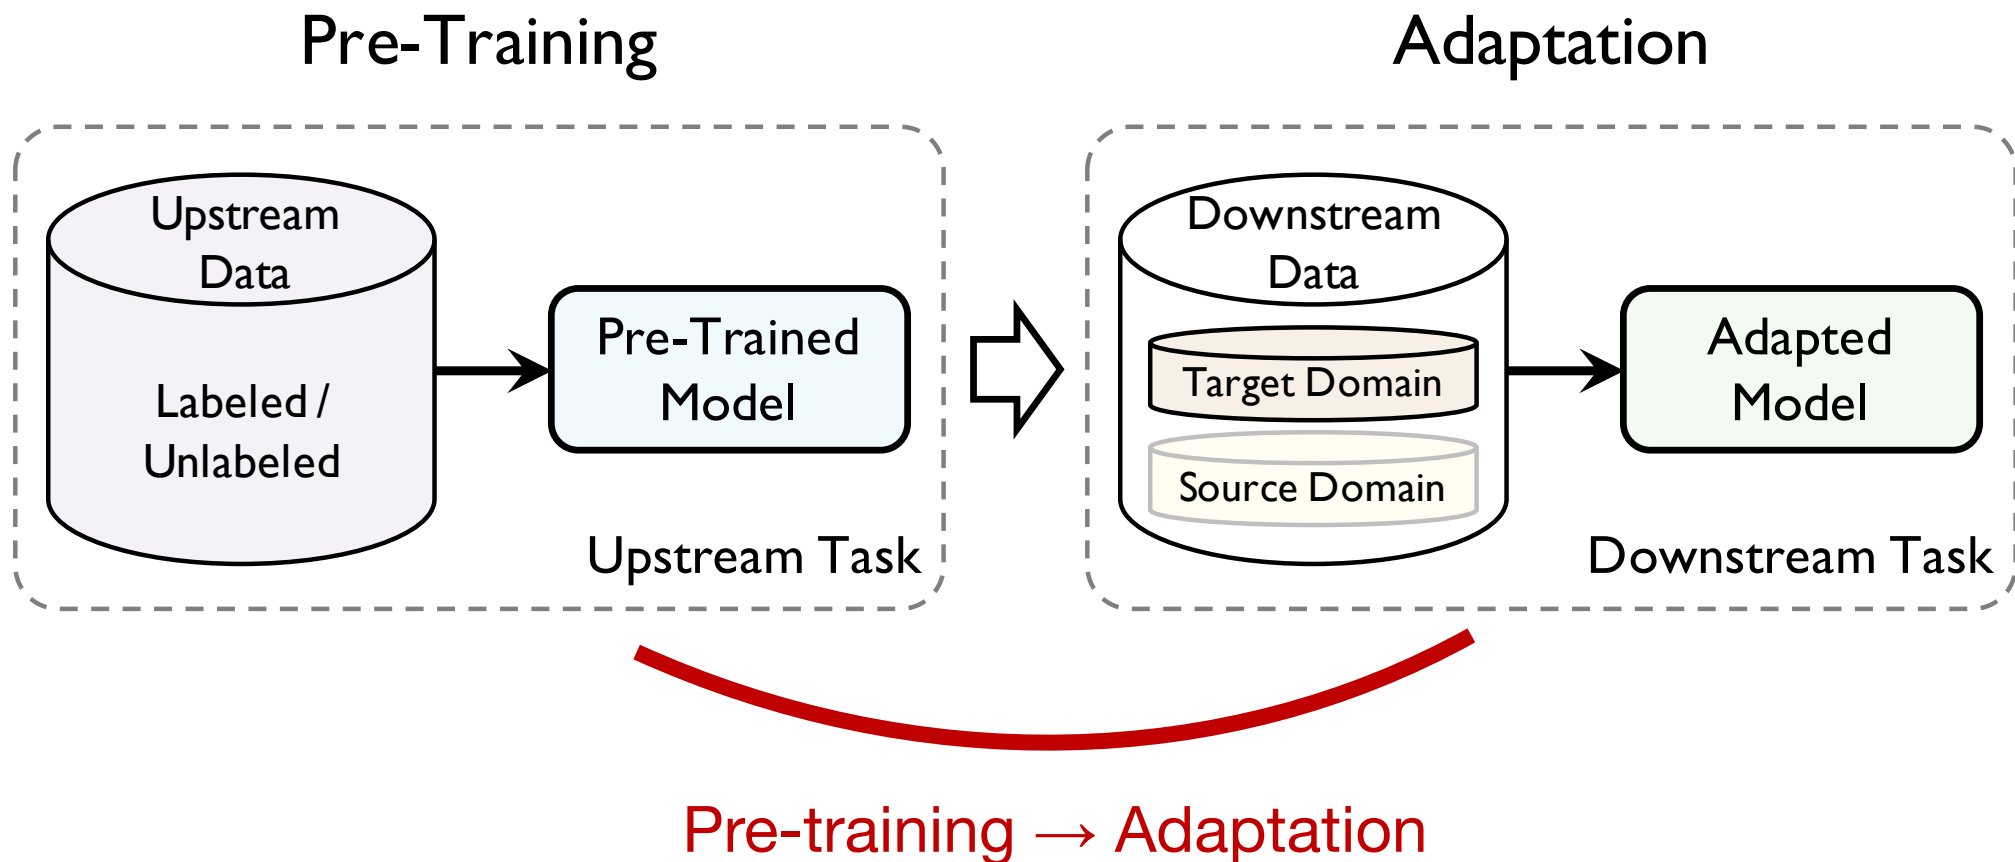 Pre-Training
Upstream
Data
Labeled /
Unlabeled
Pre-Trained
Model
Upstream Task
Adaptation
Downstream
Data
Target Domain
Source Domain
Adapted
Model
Downstream Task
Pre-training → Adaptation